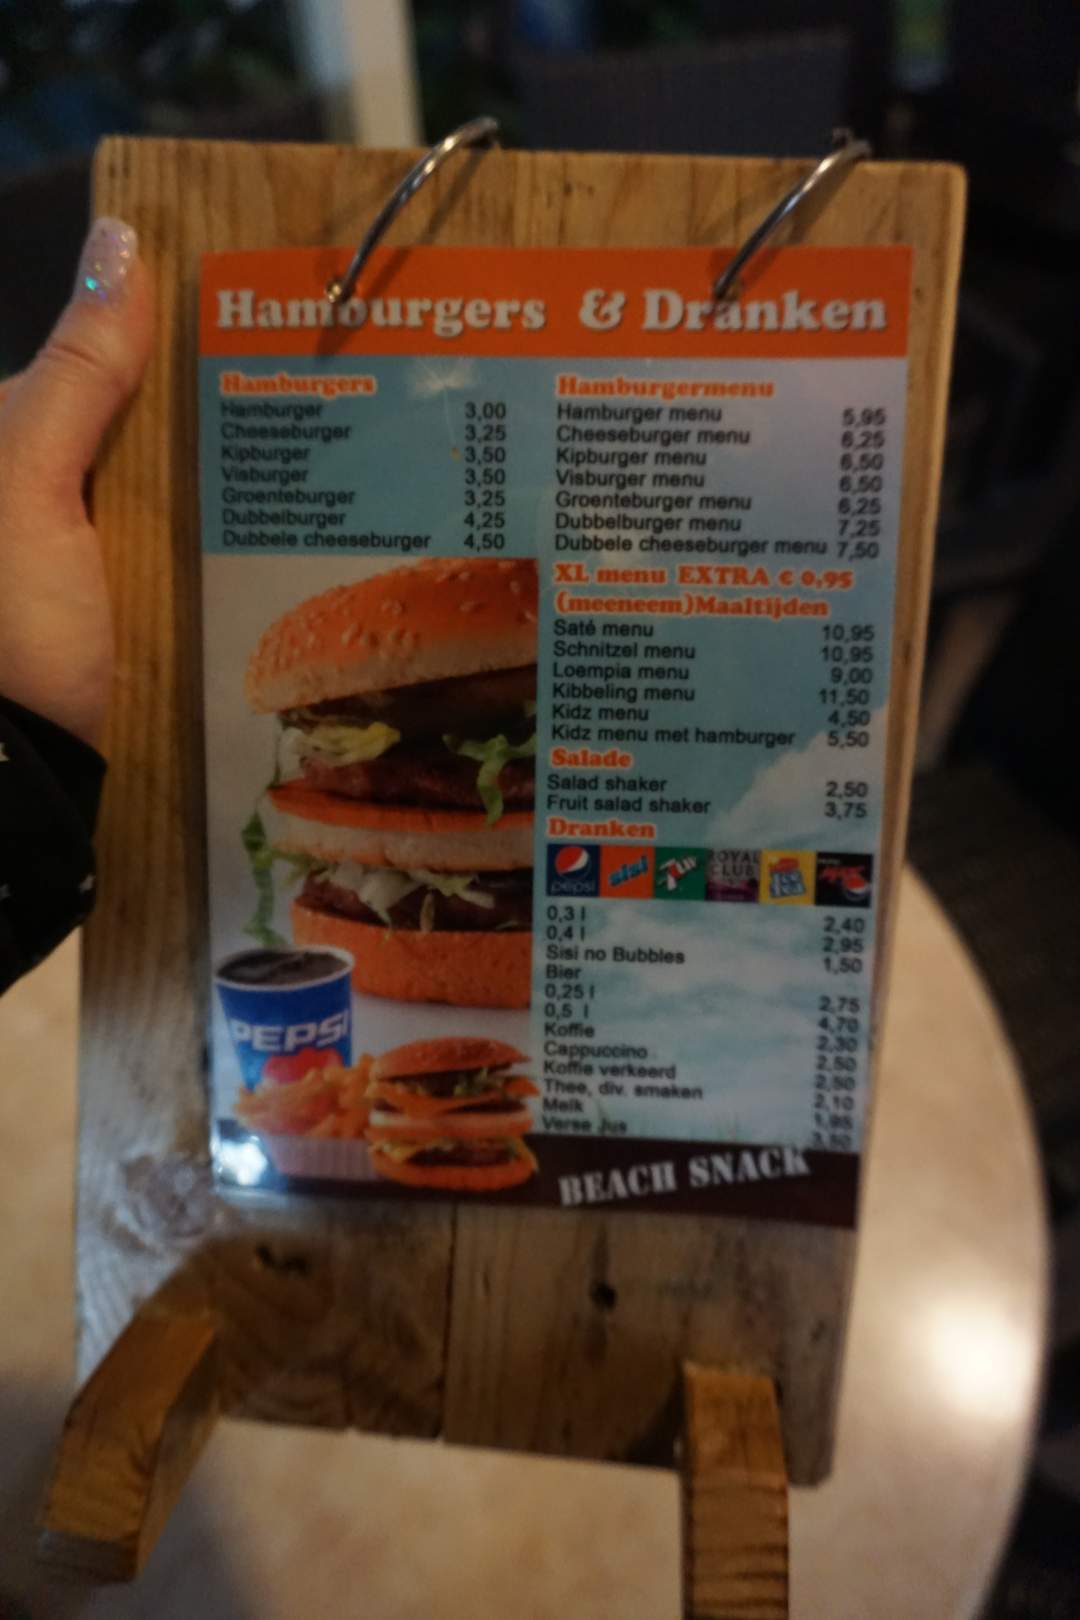 Hamburgers & Dranken
Hamburgers
Hamburger 3,00
Cheeseburger 3,25
Kipburger 3,50
Visburger 3,50
Groenteburger 3,25
Dubbelburger 4,25
Dubbele cheeseburger 4,50
Hamburgermenu
Hamburger menu 5,95
Cheeseburger menu 6,25
Kipburger menu 6,50
Visburger menu 6,50
Groenteburger menu 6,25
Dubbelburger menu 7,25
Dubbele cheeseburger menu 7,50
XL menu EXTRA € 0,95
(meeneem)Maaltijden
Saté menu 10,95
Schnitzel menu 10,95
Loempia menu 9,00
Kibbeling menu 11,50
Kidz menu 4,50
Kidz menu met hamburger 5,50
Salade
Salad shaker 2,50
Fruit salad shaker 3,75
Dranken
pepsi sisi 7UP ROYAL CLUB MAX
0,3 l 2,40
0,4 l 2,95
Sisi no Bubbles 1,50
Bier
0,25 l 2,75
0,5 l 4,70
Koffie 2,30
Cappuccino 2,50
Koffie verkeerd 2,50
Thee, div. smaken 2,10
Melk 1,95
Verse Jus 3,50
PEPSI
BEACH SNACK